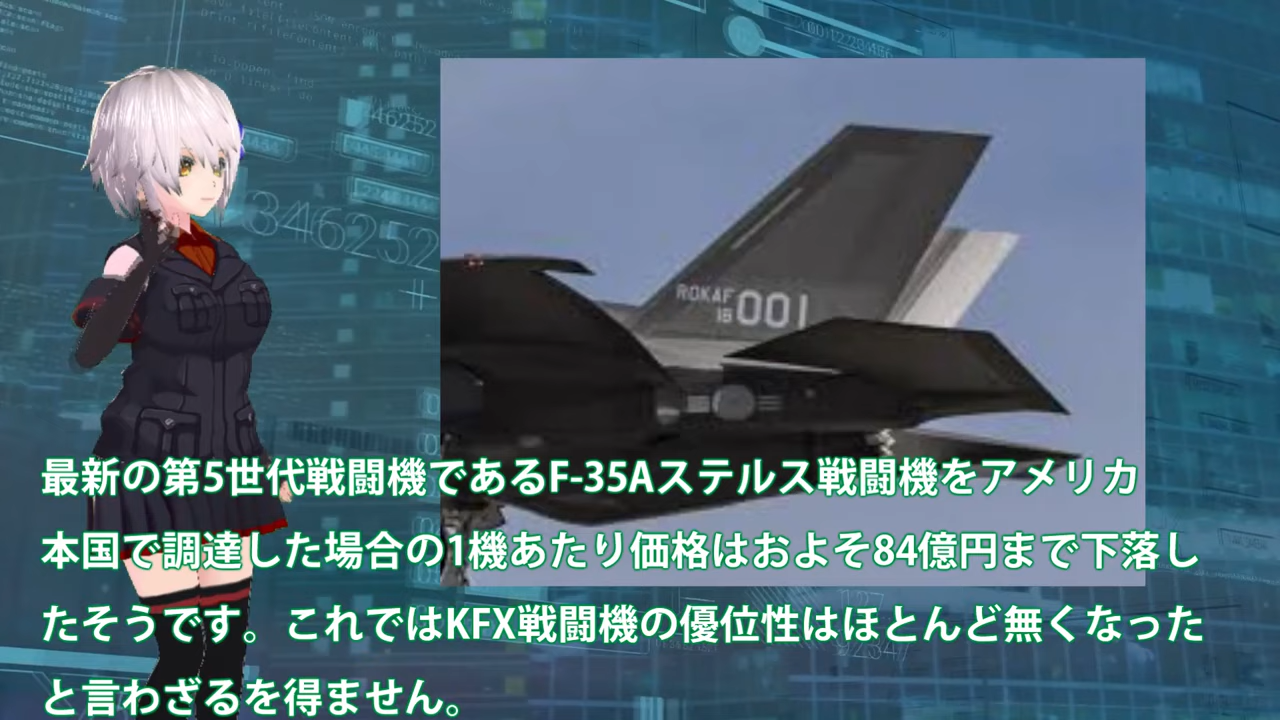 ROKAF
18 001
最新の第5世代戦闘機であるF-35Aステルス戦闘機をアメリカ
本国で調達した場合の1機あたり価格はおよそ84億円まで下落し
たそうです。これではKFX戦闘機の優位性はほとんど無くなった
と言わざるを得ません。